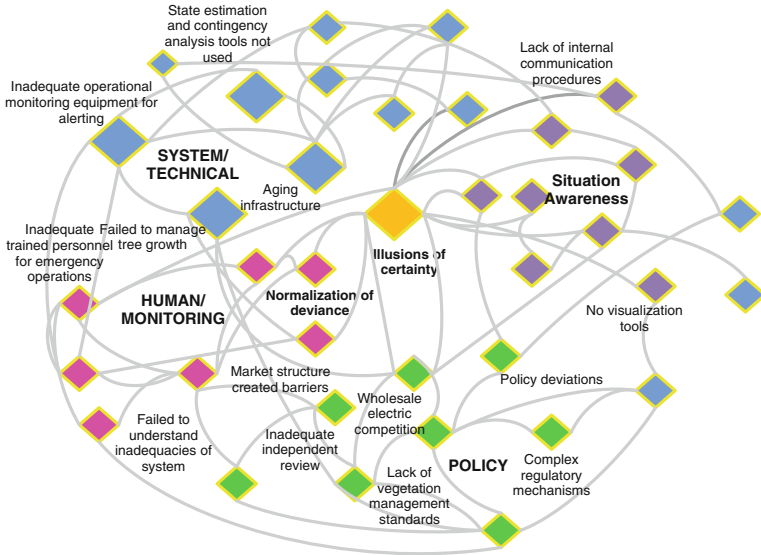 State estimation
and contingency
analysis tools not
used
Lack of internal
communication
procedures
Inadequate operational
monitoring equipment for
alerting
SYSTEM/
TECHNICAL
Aging
infrastructure
Situation
Awareness
Inadequate
trained personnel
for emergency
operations
Failed to manage
tree growth
Illusions of
certainty
HUMAN/
MONITORING
Normalization of
deviance
No visualization
tools
Market structure
created barriers
Policy deviations
Wholesale
electric
competition
Failed to
understand
inadequacies of
system
Inadequate
independent
review
POLICY
Complex
regulatory
mechanisms
Lack of
vegetation
management
standards